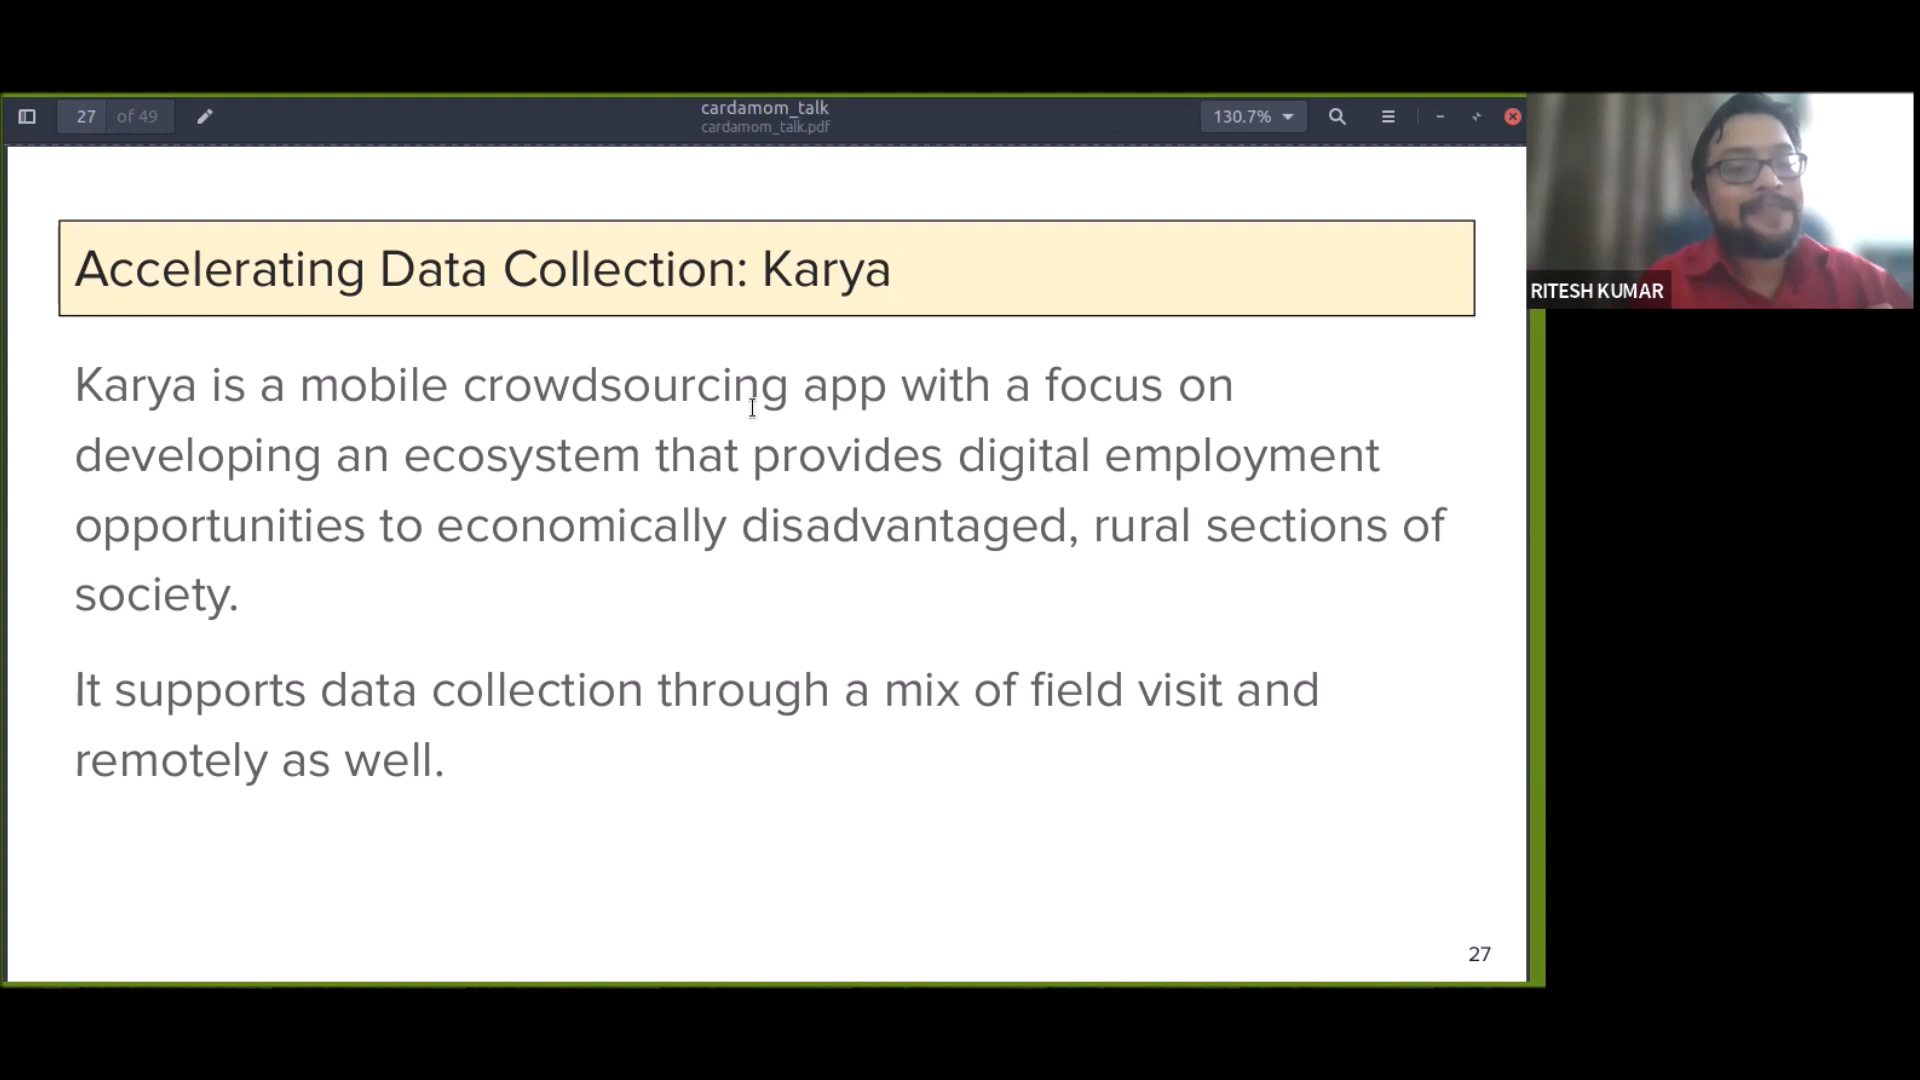 27 of 49
cardamom_talk
cardamom_talk.pdf
130.7%
Accelerating Data Collection: Karya
Karya is a mobile crowdsourcing app with a focus on
developing an ecosystem that provides digital employment
opportunities to economically disadvantaged, rural sections of
society.
It supports data collection through a mix of field visit and
remotely as well.
27
RITESH KUMAR